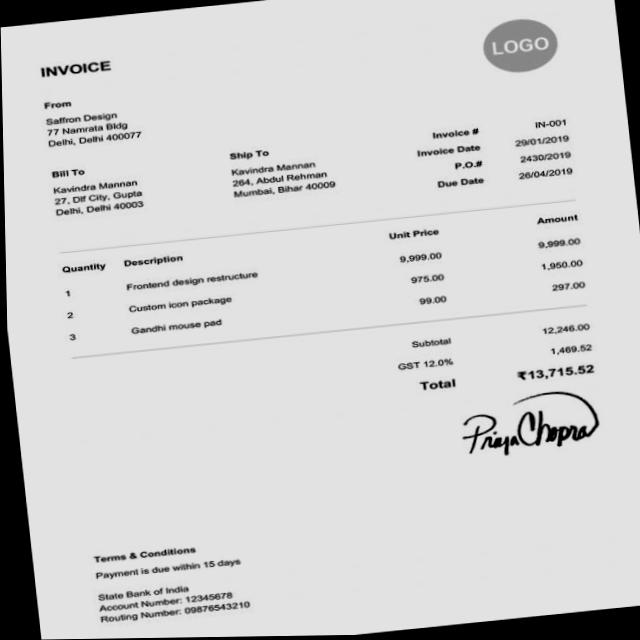 LOGO
INVOICE
From
Saffron Design
77 Namrata Bldg
Delhi, Delhi 400077
Bill To
Kavindra Mannan
27, Dlf City, Gupta
Delhi, Delhi 40003
Ship To
Kavindra Mannan
264, Abdul Rehman
Mumbai, Bihar 40009
Invoice # IN-001
Invoice Date 29/01/2019
P.O.# 2430/2019
Due Date 26/04/2019
Quantity Description Unit Price Amount
1 Frontend design restructure 9,999.00 9,999.00
2 Custom icon package 975.00 1,950.00
3 Gandhi mouse pad 99.00 297.00
Subtotal 12,246.00
GST 12.0% 1,469.52
Total ₹13,715.52
Priya Chopra
Terms & Conditions
Payment is due within 15 days
State Bank of India
Account Number: 12345678
Routing Number: 09876543210